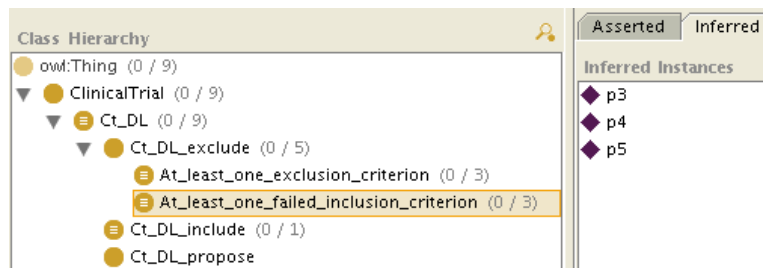 Class Hierarchy
owl:Thing (0 / 9)
ClinicalTrial (0 / 9)
Ct_DL (0 / 9)
Ct_DL_exclude (0 / 5)
At_least_one_exclusion_criterion (0 / 3)
At_least_one_failed_inclusion_criterion (0 / 3)
Ct_DL_include (0 / 1)
Ct_DL_propose
Asserted Inferred
Inferred Instances
p3
p4
p5